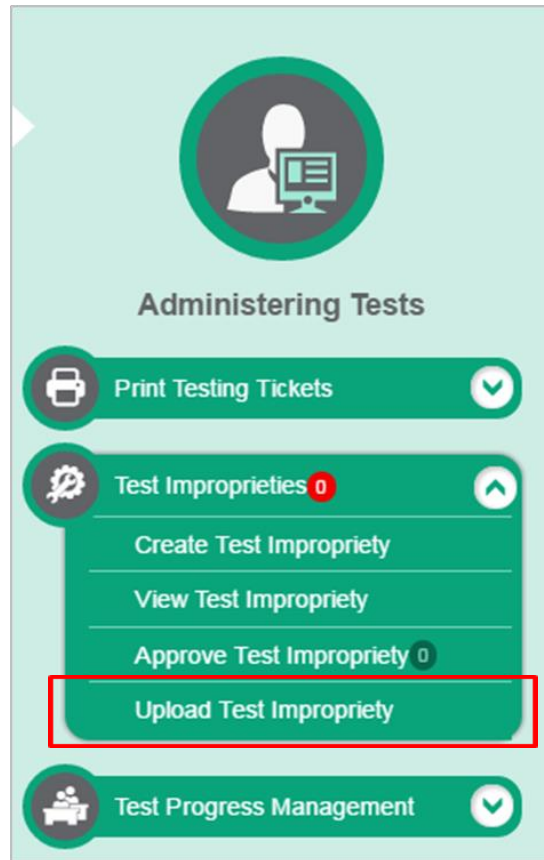 Administering Tests
Print Testing Tickets
Test Improprieties 0
Create Test Impropriety
View Test Impropriety
Approve Test Impropriety 0
Upload Test Impropriety
Test Progress Management